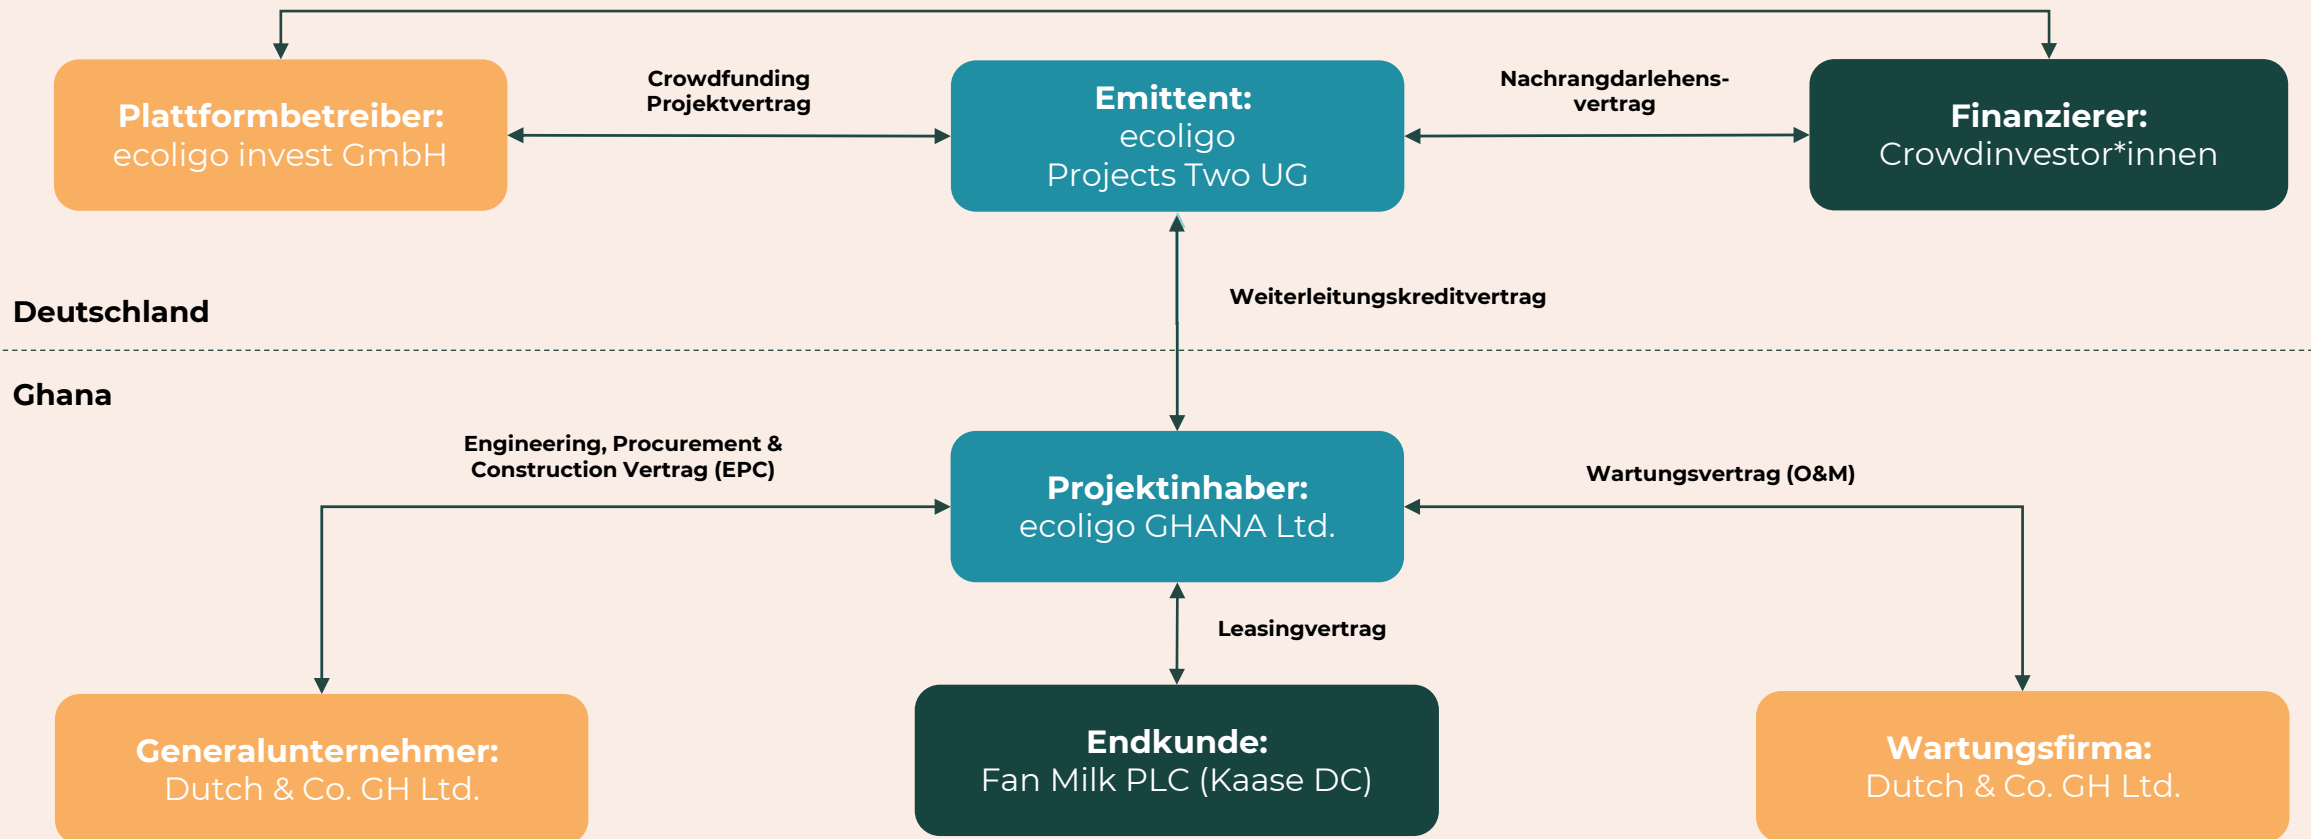 Crowdfunding
Projektvertrag
Nachrangdarlehens-
vertrag
Plattformbetreiber:
ecoligo invest GmbH
Emittent:
ecoligo
Projects Two UG
Finanzierer:
Crowdinvestor*innen
Weiterleitungskreditvertrag
Deutschland
Ghana
Engineering, Procurement &
Construction Vertrag (EPC)
Wartungsvertrag (O&M)
Projektinhaber:
ecoligo GHANA Ltd.
Leasingvertrag
Generalunternehmer:
Dutch & Co. GH Ltd.
Endkunde:
Fan Milk PLC (Kaase DC)
Wartungsfirma:
Dutch & Co. GH Ltd.